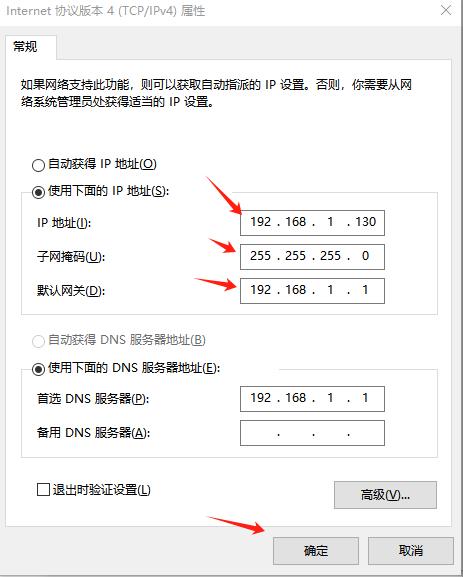 Internet 协议版本 4 (TCP/IPv4) 属性
常规
如果网络支持此功能，则可以获取自动指派的 IP 设置。否则，你需要从网
络系统管理员处获得适当的 IP 设置。
自动获得 IP 地址(O)
使用下面的 IP 地址(S):
IP 地址(I): 192 . 168 . 1 . 130
子网掩码(U): 255 . 255 . 255 . 0
默认网关(D): 192 . 168 . 1 . 1
自动获得 DNS 服务器地址(B)
使用下面的 DNS 服务器地址(E):
首选 DNS 服务器(P): 192 . 168 . 1 . 1
备用 DNS 服务器(A): . . .
退出时验证设置(L)
高级(V)...
确定 取消